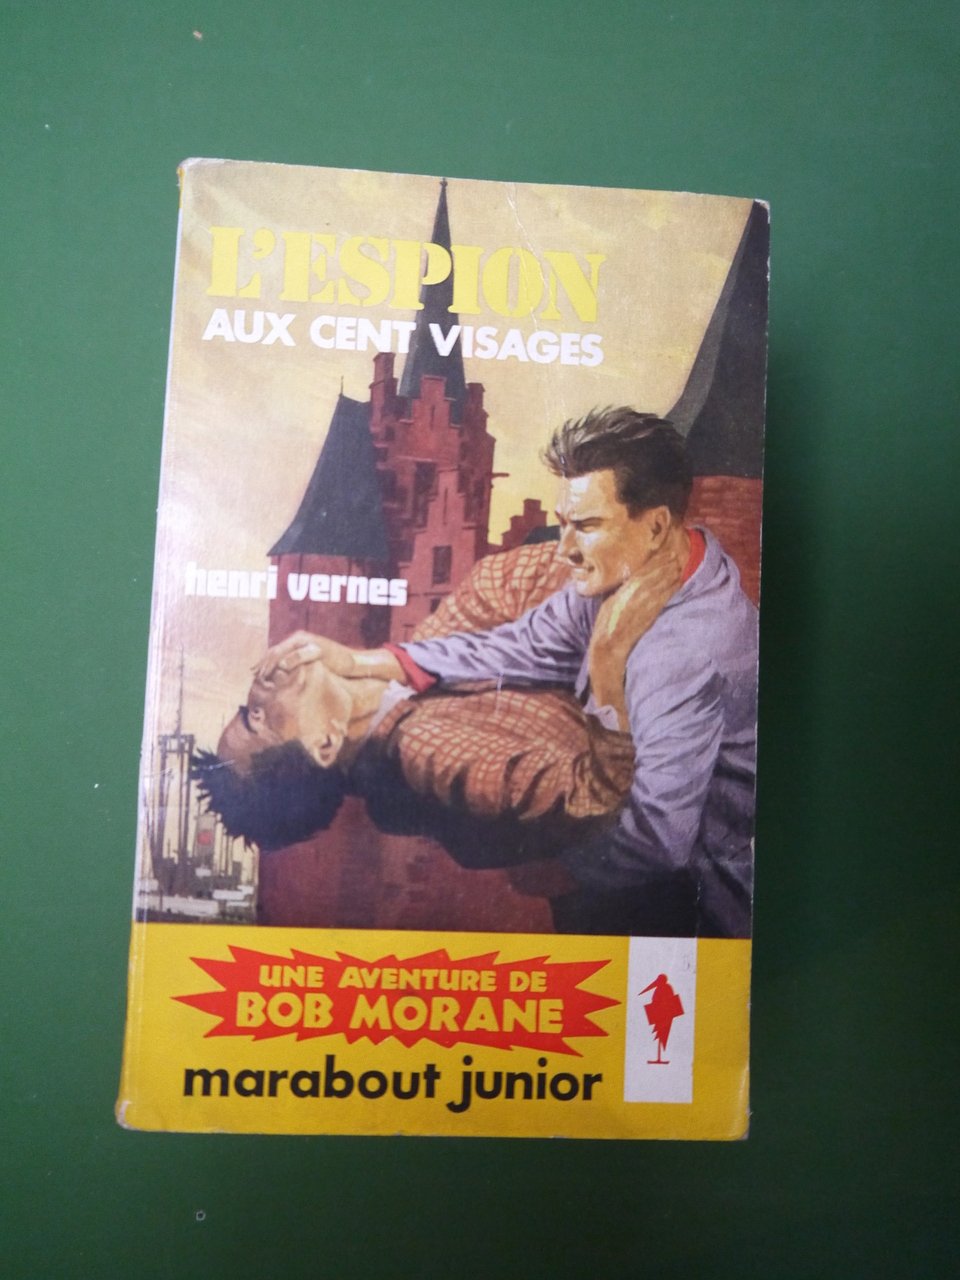 L'ESPION
AUX CENT VISAGES
henri vernes
UNE AVENTURE DE
BOB MORANE
marabout junior